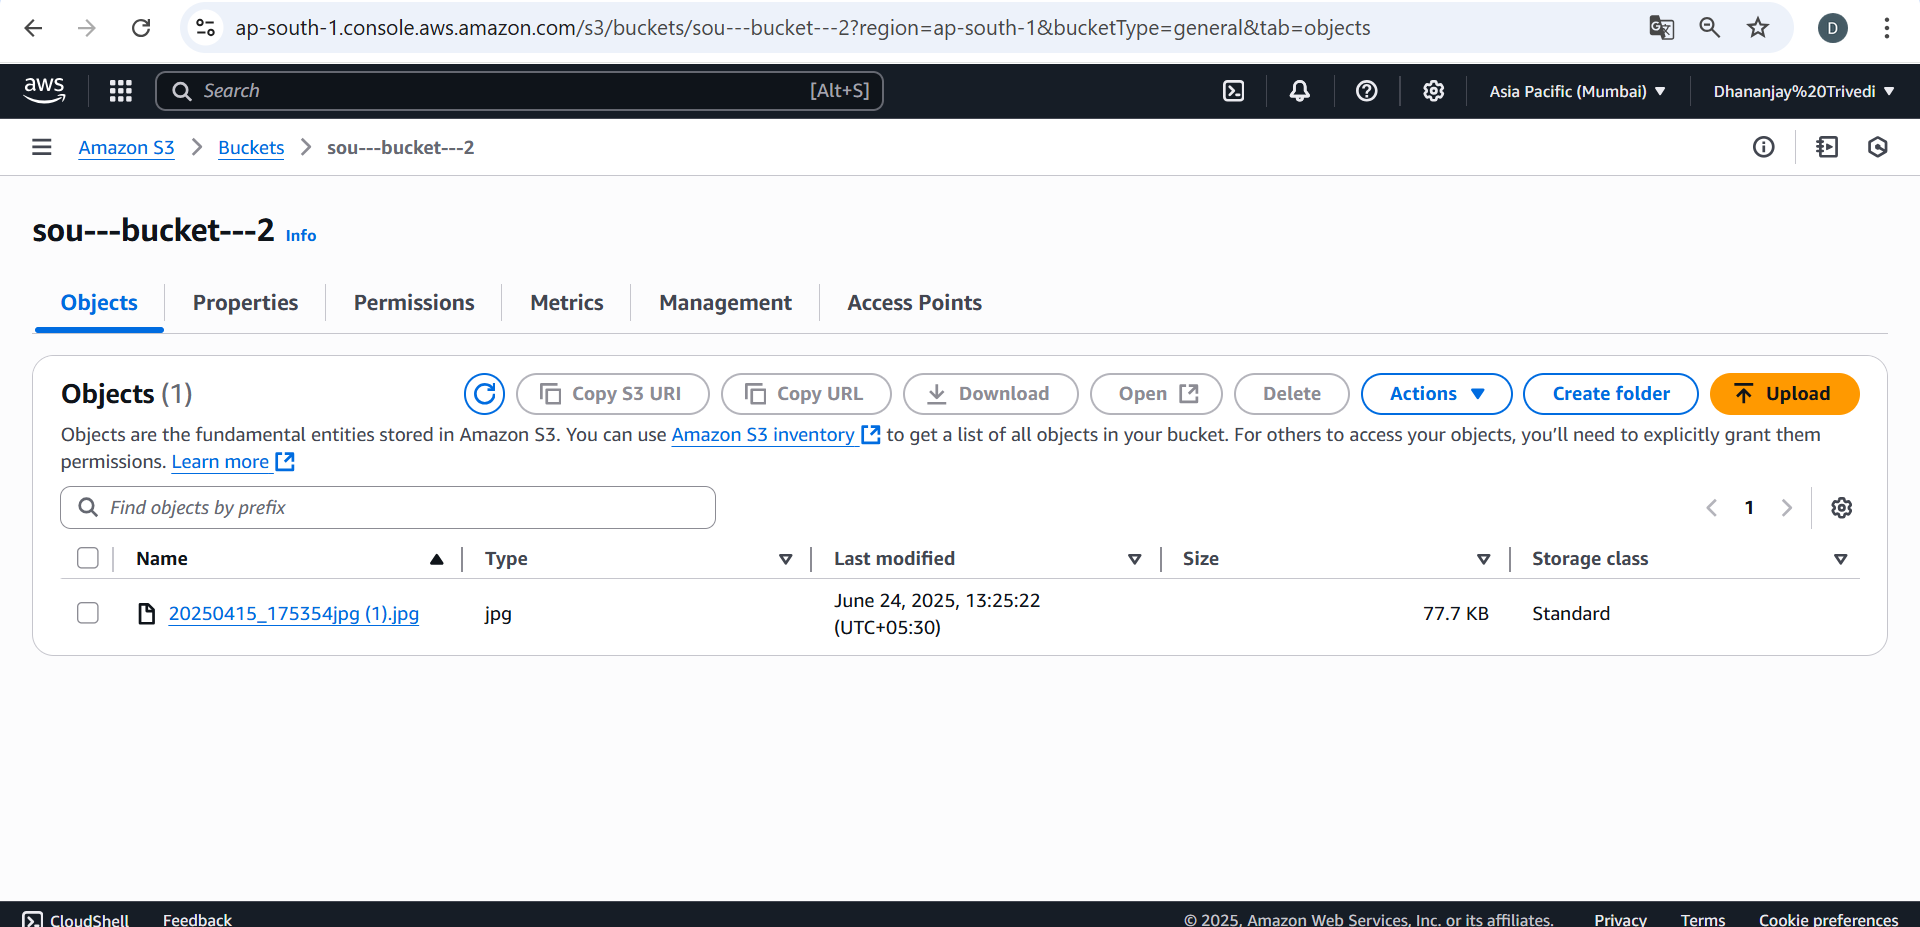 ap-south-1.console.aws.amazon.com/s3/buckets/sou---bucket---2?region=ap-south-1&bucketType=general&tab=objects
D
aws
Search
[Alt+S]
Asia Pacific (Mumbai)
Dhananjay%20Trivedi
Amazon S3
Buckets
sou---bucket---2
sou---bucket---2 Info
Objects
Properties
Permissions
Metrics
Management
Access Points
Objects (1)
Copy S3 URI
Copy URL
Download
Open
Delete
Actions
Create folder
Upload
Objects are the fundamental entities stored in Amazon S3. You can use Amazon S3 inventory to get a list of all objects in your bucket. For others to access your objects, you’ll need to explicitly grant them
permissions. Learn more
Find objects by prefix
1
Name
Type
Last modified
Size
Storage class
20250415_175354jpg (1).jpg
jpg
June 24, 2025, 13:25:22
(UTC+05:30)
77.7 KB
Standard
CloudShell
Feedback
© 2025, Amazon Web Services, Inc. or its affiliates.
Privacy
Terms
Cookie preferences